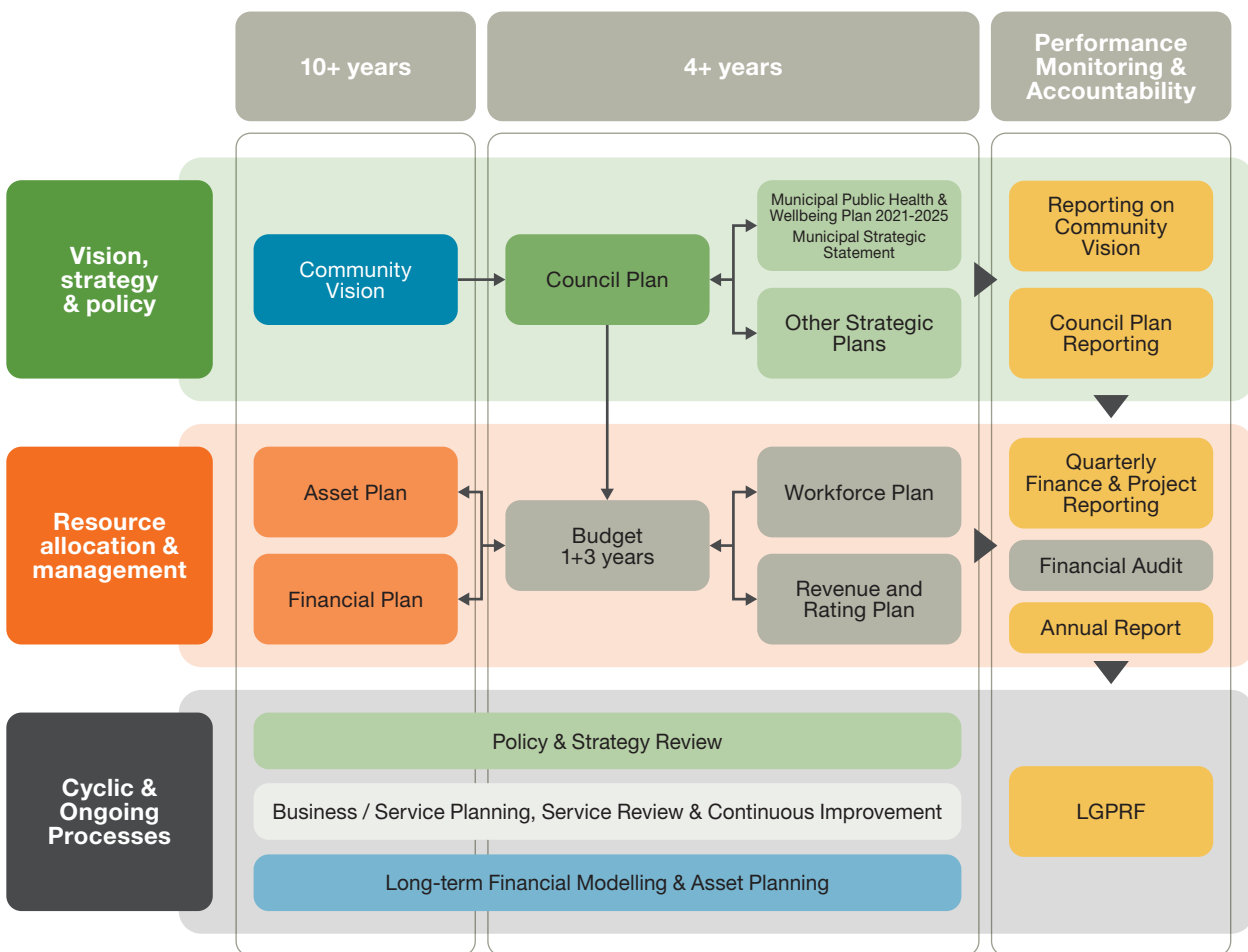 10+ years
4+ years
Performance
Monitoring &
Accountability
Vision,
strategy
& policy
Community
Vision
Council Plan
Municipal Public Health &
Wellbeing Plan 2021-2025
Municipal Strategic
Statement
Other Strategic
Plans
Reporting on
Community
Vision
Council Plan
Reporting
Resource
allocation &
management
Asset Plan
Financial Plan
Budget
1+3 years
Workforce Plan
Revenue and
Rating Plan
Quarterly
Finance & Project
Reporting
Financial Audit
Annual Report
Cyclic &
Ongoing
Processes
Policy & Strategy Review
Business / Service Planning, Service Review & Continuous Improvement
Long-term Financial Modelling & Asset Planning
LGPRF